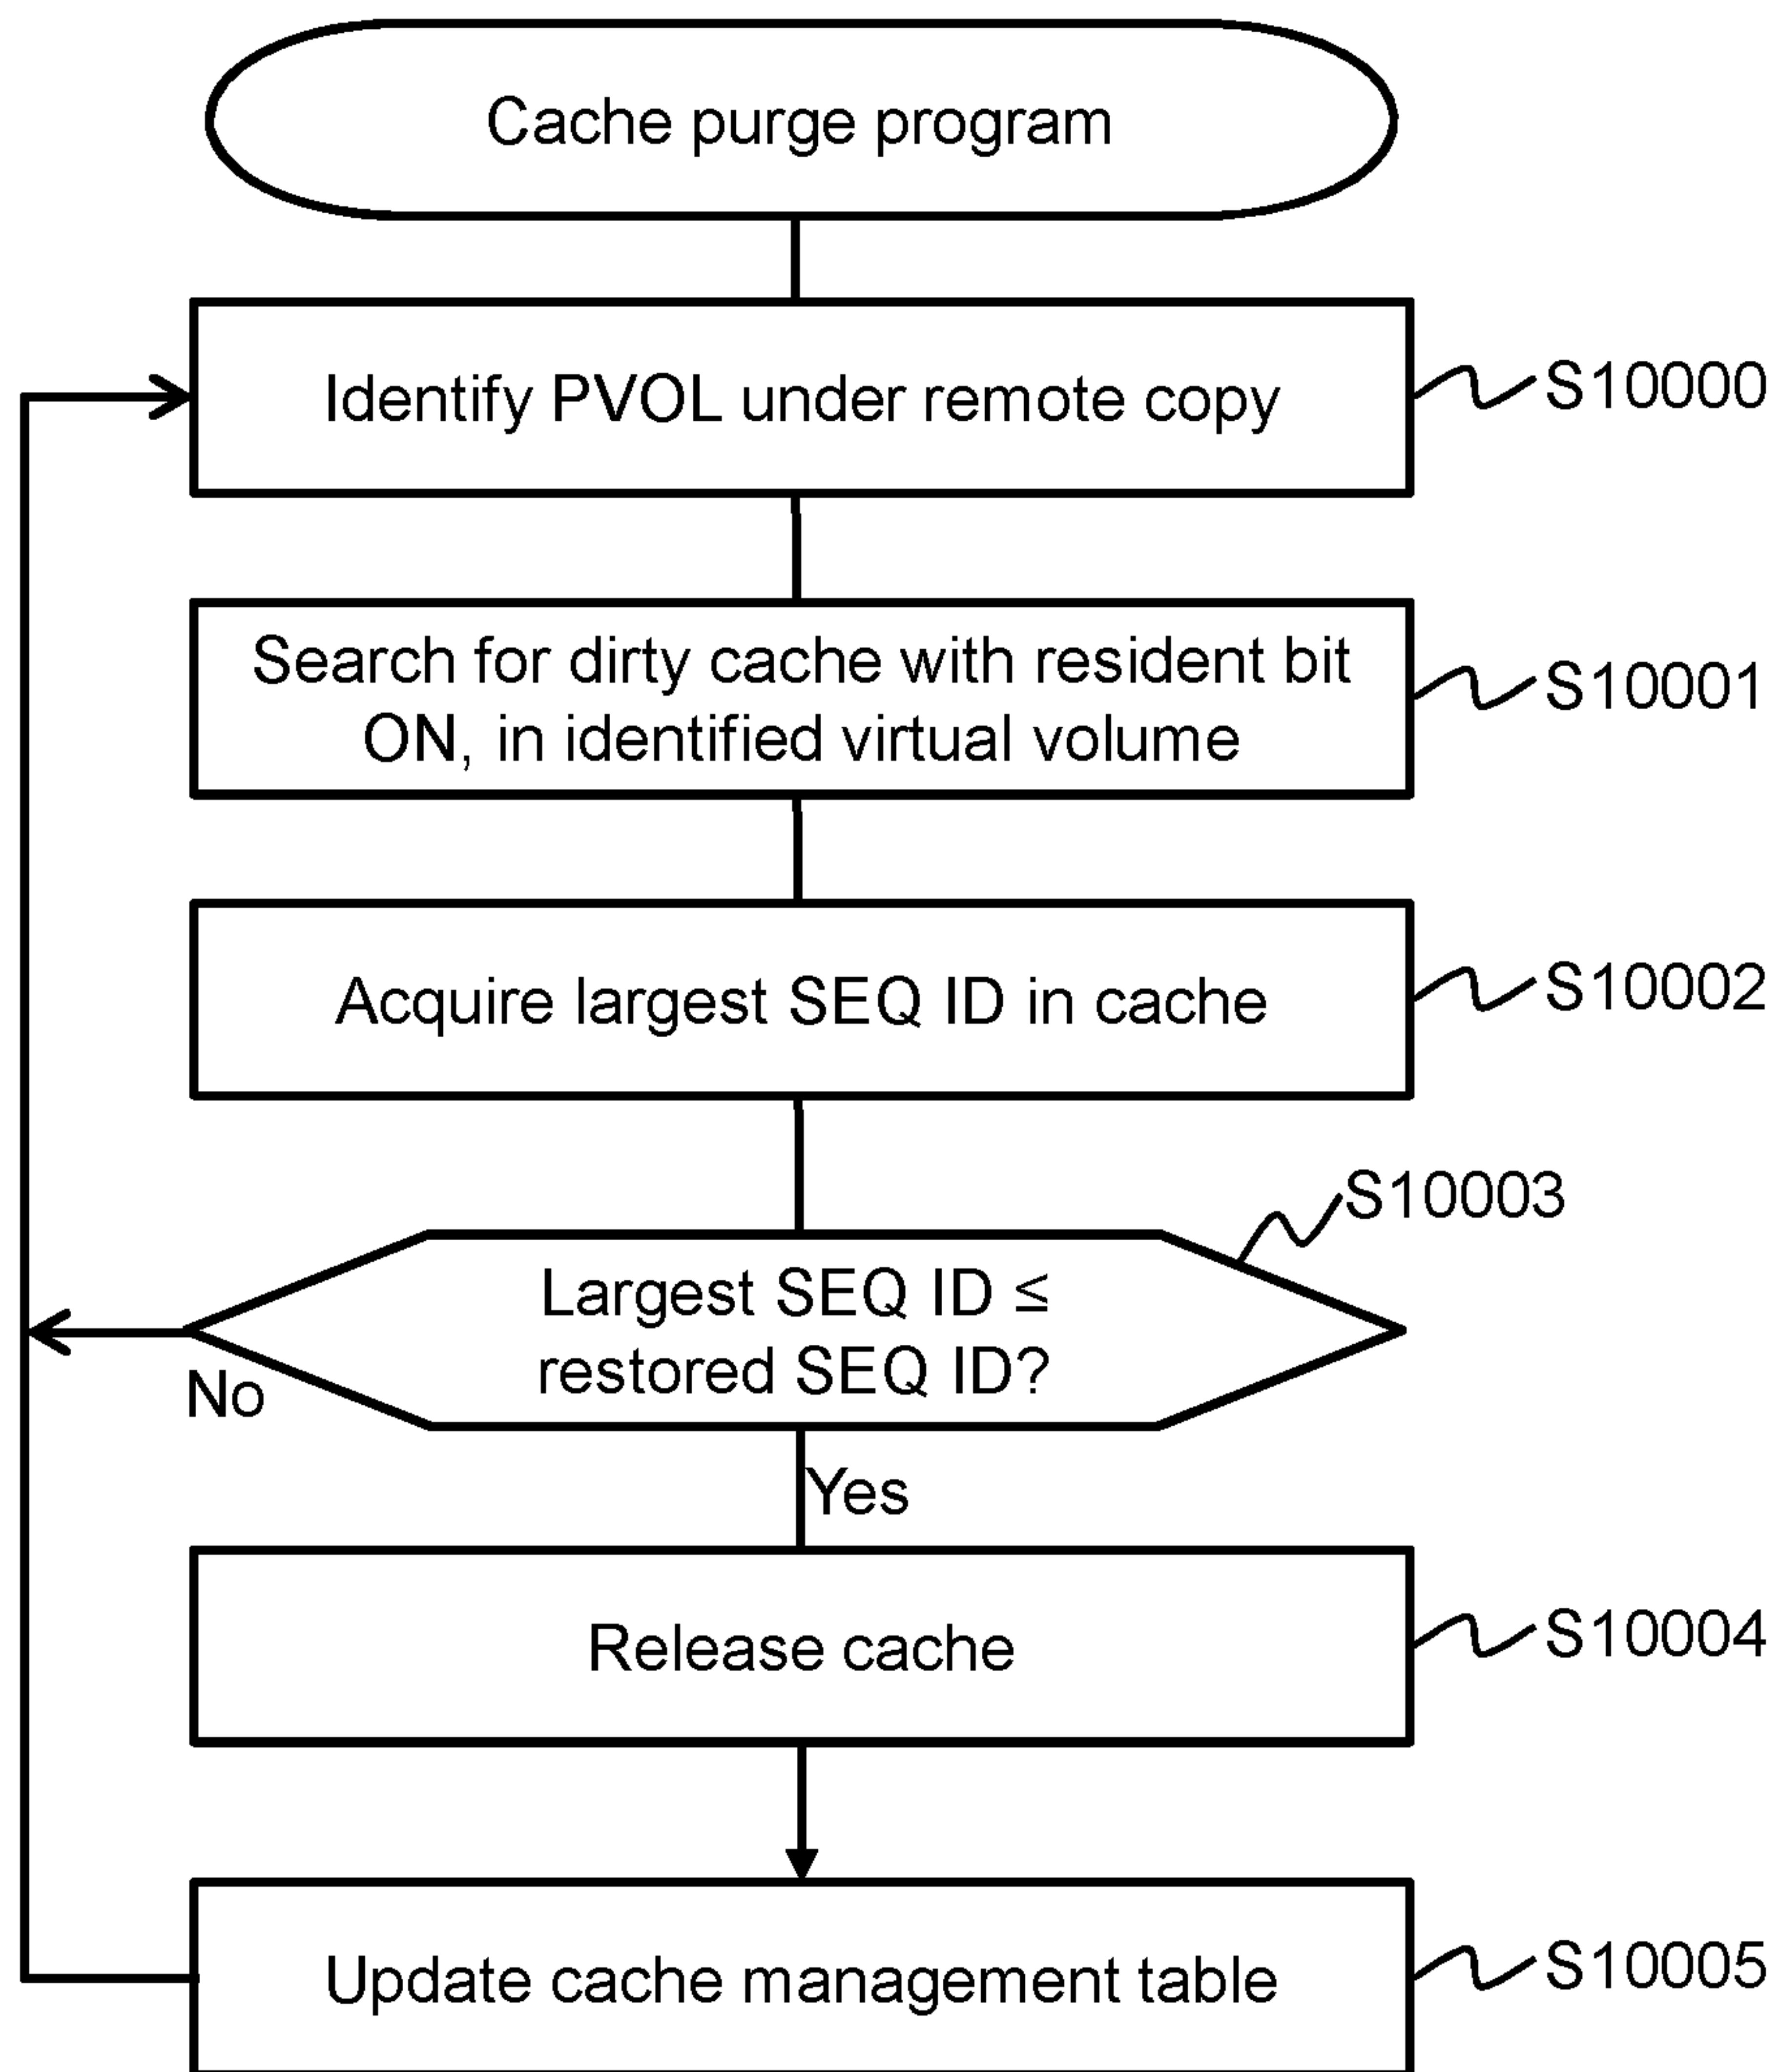 Cache purge program
Identify PVOL under remote copy
S10000
Search for dirty cache with resident bit
ON, in identified virtual volume
S10001
Acquire largest SEQ ID in cache
S10002
S10003
Largest SEQ ID ≤
restored SEQ ID?
No
Yes
Release cache
S10004
Update cache management table
S10005